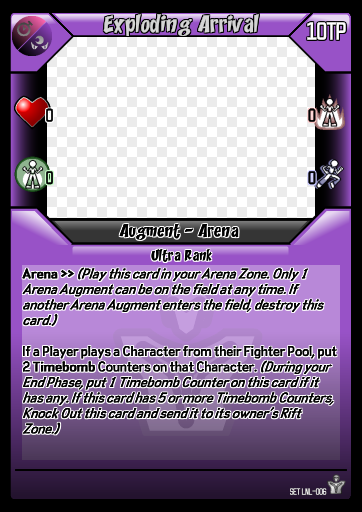 Exploding Arrival
10TP
0
0
0
0
Augment - Arena
Ultra Rank
Arena >> (Play this card in your Arena Zone. Only 1
Arena Augment can be on the field at any time. If
another Arena Augment enters the field, destroy this
card.)
If a Player plays a Character from their Fighter Pool, put
2 Timebomb Counters on that Character. (During your
End Phase, put 1 Timebomb Counter on this card if it
has any. If this card has 5 or more Timebomb Counters,
Knock Out this card and send it to its owner's Rift
Zone.)
SET LNL-006